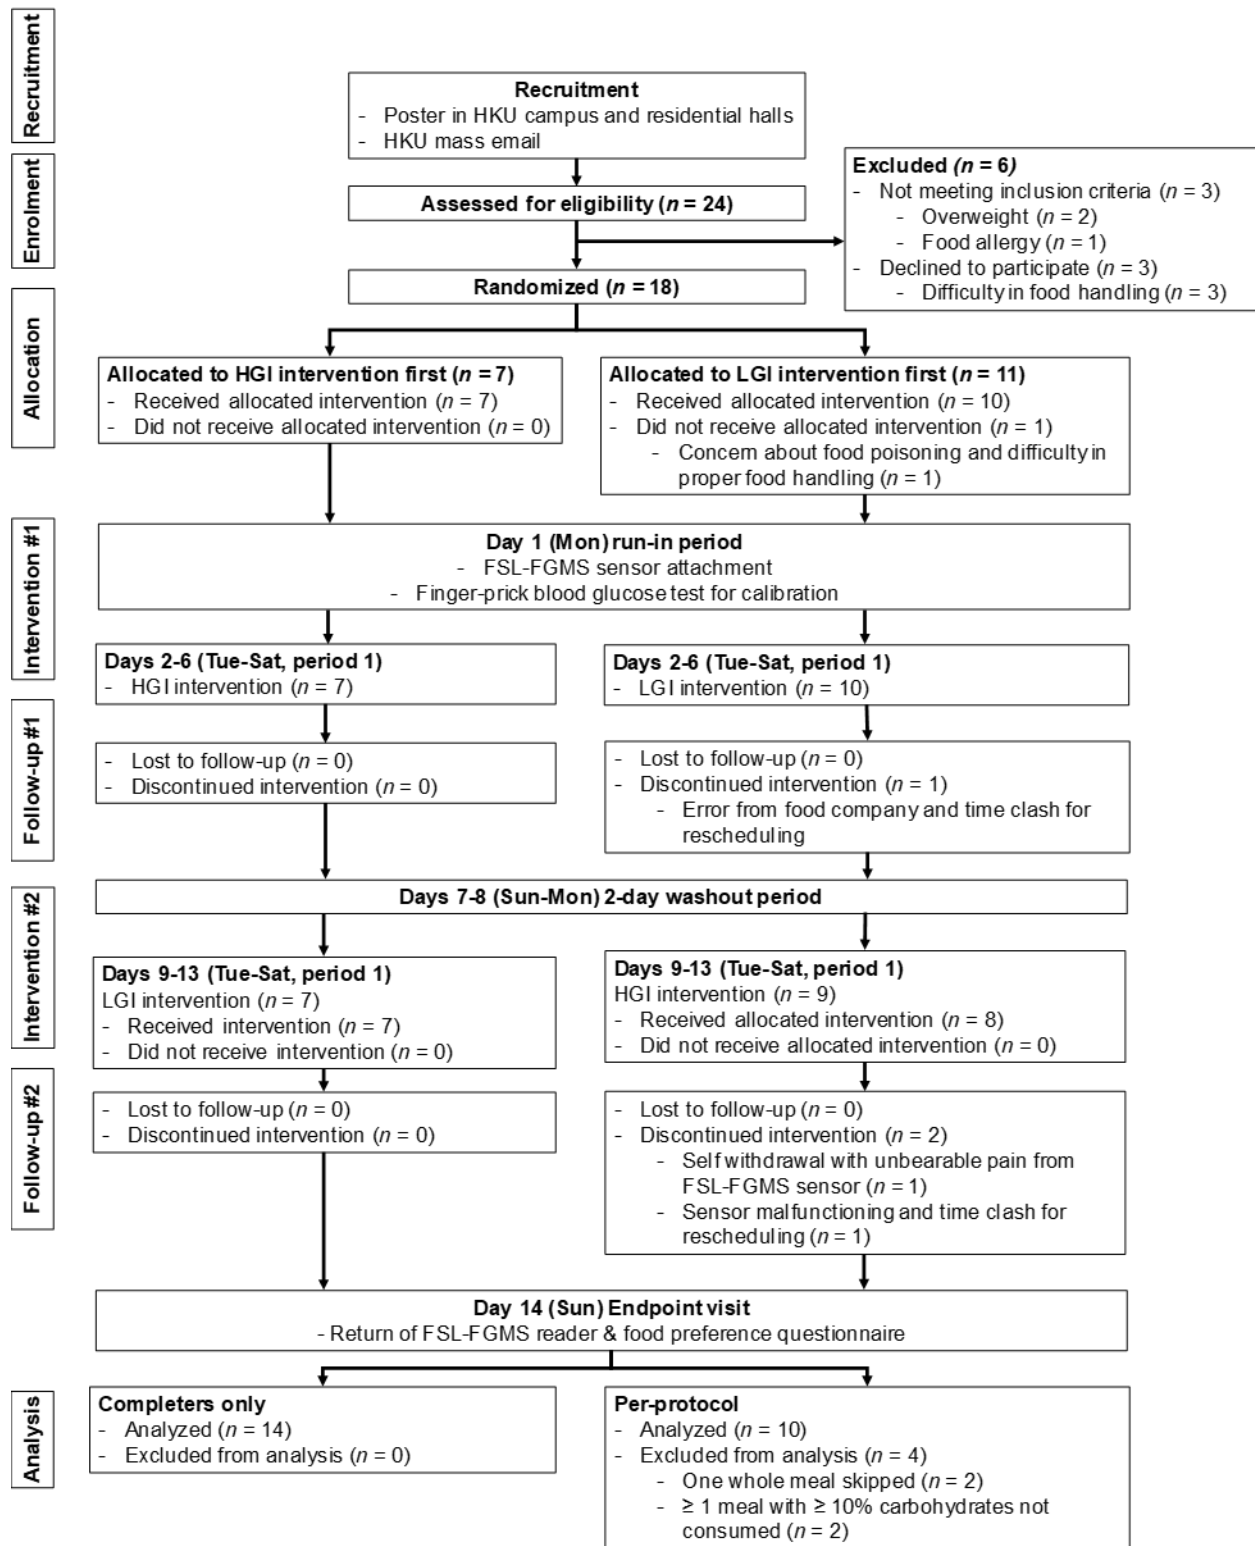 Recruitment
Recruitment
- Poster in HKU campus and residential halls
- HKU mass email
Enrolment
Assessed for eligibility (n = 24)
Excluded (n = 6)
- Not meeting inclusion criteria (n = 3)
- Overweight (n = 2)
- Food allergy (n = 1)
- Declined to participate (n = 3)
- Difficulty in food handling (n = 3)
Randomized (n = 18)
Allocation
Allocated to HGI intervention first (n = 7)
- Received allocated intervention (n = 7)
- Did not receive allocated intervention (n = 0)
Allocated to LGI intervention first (n = 11)
- Received allocated intervention (n = 10)
- Did not receive allocated intervention (n = 1)
- Concern about food poisoning and difficulty in
proper food handling (n = 1)
Intervention #1
Day 1 (Mon) run-in period
- FSL-FGMS sensor attachment
- Finger-prick blood glucose test for calibration
Days 2-6 (Tue-Sat, period 1)
- HGI intervention (n = 7)
Days 2-6 (Tue-Sat, period 1)
- LGI intervention (n = 10)
Follow-up #1
- Lost to follow-up (n = 0)
- Discontinued intervention (n = 0)
- Lost to follow-up (n = 0)
- Discontinued intervention (n = 1)
- Error from food company and time clash for
rescheduling
Intervention #2
Days 7-8 (Sun-Mon) 2-day washout period
Days 9-13 (Tue-Sat, period 1)
LGI intervention (n = 7)
- Received intervention (n = 7)
- Did not receive intervention (n = 0)
Days 9-13 (Tue-Sat, period 1)
HGI intervention (n = 9)
- Received allocated intervention (n = 8)
- Did not receive allocated intervention (n = 0)
Follow-up #2
- Lost to follow-up (n = 0)
- Discontinued intervention (n = 0)
- Lost to follow-up (n = 0)
- Discontinued intervention (n = 2)
- Self withdrawal with unbearable pain from
FSL-FGMS sensor (n = 1)
- Sensor malfunctioning and time clash for
rescheduling (n = 1)
Day 14 (Sun) Endpoint visit
- Return of FSL-FGMS reader & food preference questionnaire
Analysis
Completers only
- Analyzed (n = 14)
- Excluded from analysis (n = 0)
Per-protocol
- Analyzed (n = 10)
- Excluded from analysis (n = 4)
- One whole meal skipped (n = 2)
- ≥ 1 meal with ≥ 10% carbohydrates not
consumed (n = 2)